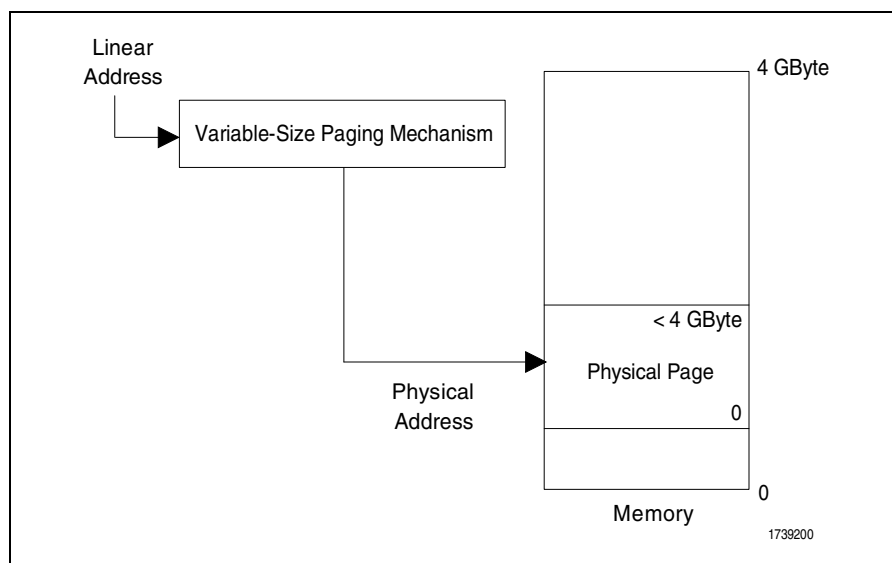 Linear
Address
4 GByte
Variable-Size Paging Mechanism
< 4 GByte
Physical Page
Physical
Address
0
0
Memory
1739200